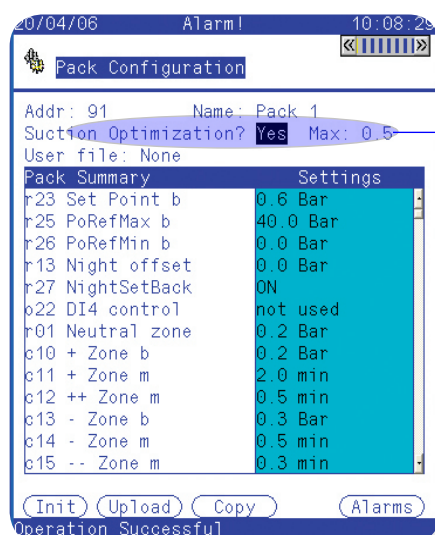 20/04/06 Alarm! 10:08:29
Pack Configuration
Addr: 91 Name: Pack 1
Suction Optimization? Yes Max: 0.5
User file: None
Pack Summary Settings
r23 Set Point b 0.6 Bar
r25 PoRefMax b 40.0 Bar
r26 PoRefMin b 0.0 Bar
r13 Night offset 0.0 Bar
r27 NightSetBack ON
o22 DI4 control not used
r01 Neutral zone 0.2 Bar
c10 + Zone b 0.2 Bar
c11 + Zone m 2.0 min
c12 ++ Zone m 0.5 min
c13 - Zone b 0.3 Bar
c14 - Zone m 0.5 min
c15 -- Zone m 0.3 min
Init Upload Copy Alarms
Operation Successful